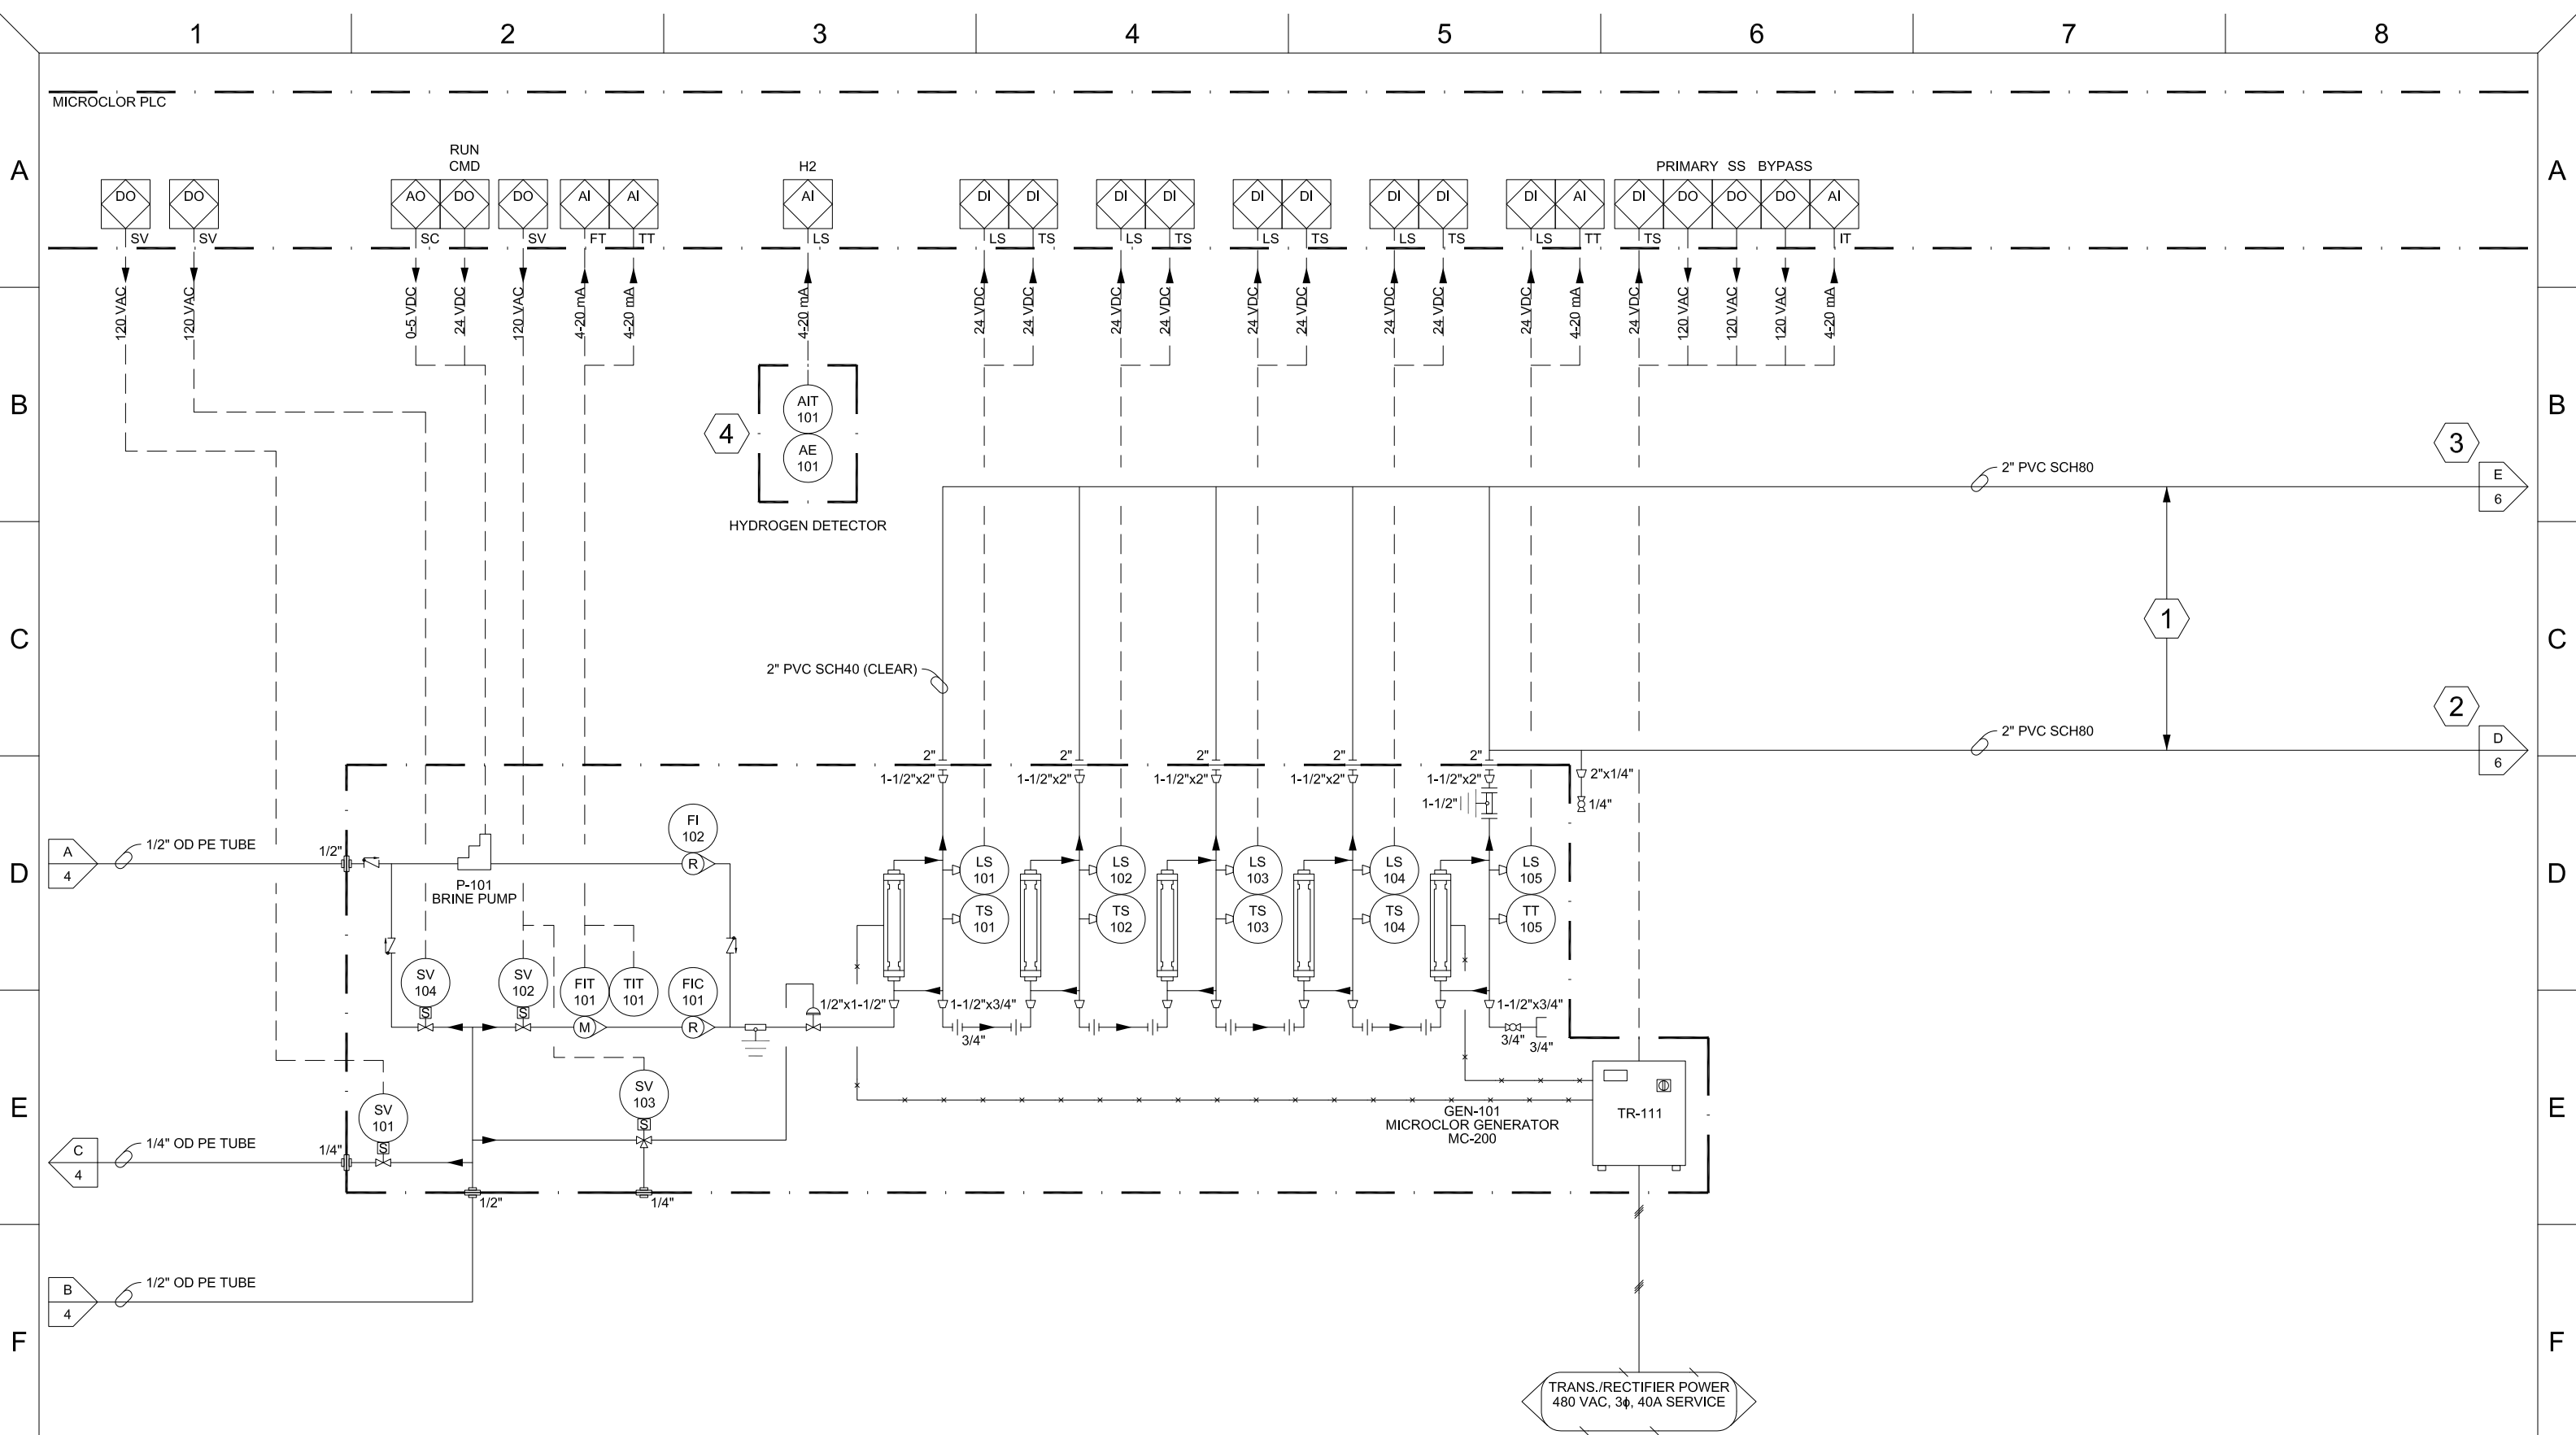 1 2 3 4 5 6 7 8
MICROCLOR PLC
A A
RUN
CMD
H2
PRIMARY SS BYPASS
DO DO AO DO DO AI AI AI DI DI DI DI DI DI DI DI DI AI DI DO DO DO AI
SV SV SC SV FT TT LS LS TS LS TS LS TS LS TS LS TT TS IT
120 VAC
120 VAC
0-5 VDC
24 VDC
120 VAC
4-20 mA
4-20 mA
4-20 mA
24 VDC
24 VDC
24 VDC
24 VDC
24 VDC
24 VDC
24 VDC
24 VDC
24 VDC
4-20 mA
24 VDC
120 VAC
120 VAC
120 VAC
4-20 mA
B B
AIT
101
AE
101
4
HYDROGEN DETECTOR
3
2" PVC SCH80
E
6
C C
1
2" PVC SCH40 (CLEAR)
2
2" PVC SCH80
D
6
2" 2" 2" 2" 2"
1-1/2"x2" 1-1/2"x2" 1-1/2"x2" 1-1/2"x2" 1-1/2"x2"
2"x1/4"
1-1/2"
1/4"
D D
A
4
1/2" OD PE TUBE
1/2"
P-101
BRINE PUMP
FI
102
R
LS
101
TS
101
LS
102
TS
102
LS
103
TS
103
LS
104
TS
104
LS
105
TT
105
SV
104
S
SV
102
S
FIT
101
M
TIT
101
FIC
101
R
1/2"x1-1/2"
1-1/2"x3/4"
3/4"
1-1/2"x3/4"
3/4"
3/4"
E E
SV
103
S
SV
101
S
GEN-101
MICROCLOR GENERATOR
MC-200
TR-111
C
4
1/4" OD PE TUBE
1/4"
1/2"
1/4"
B
4
1/2" OD PE TUBE
F F
TRANS./RECTIFIER POWER
480 VAC, 3ϕ, 40A SERVICE